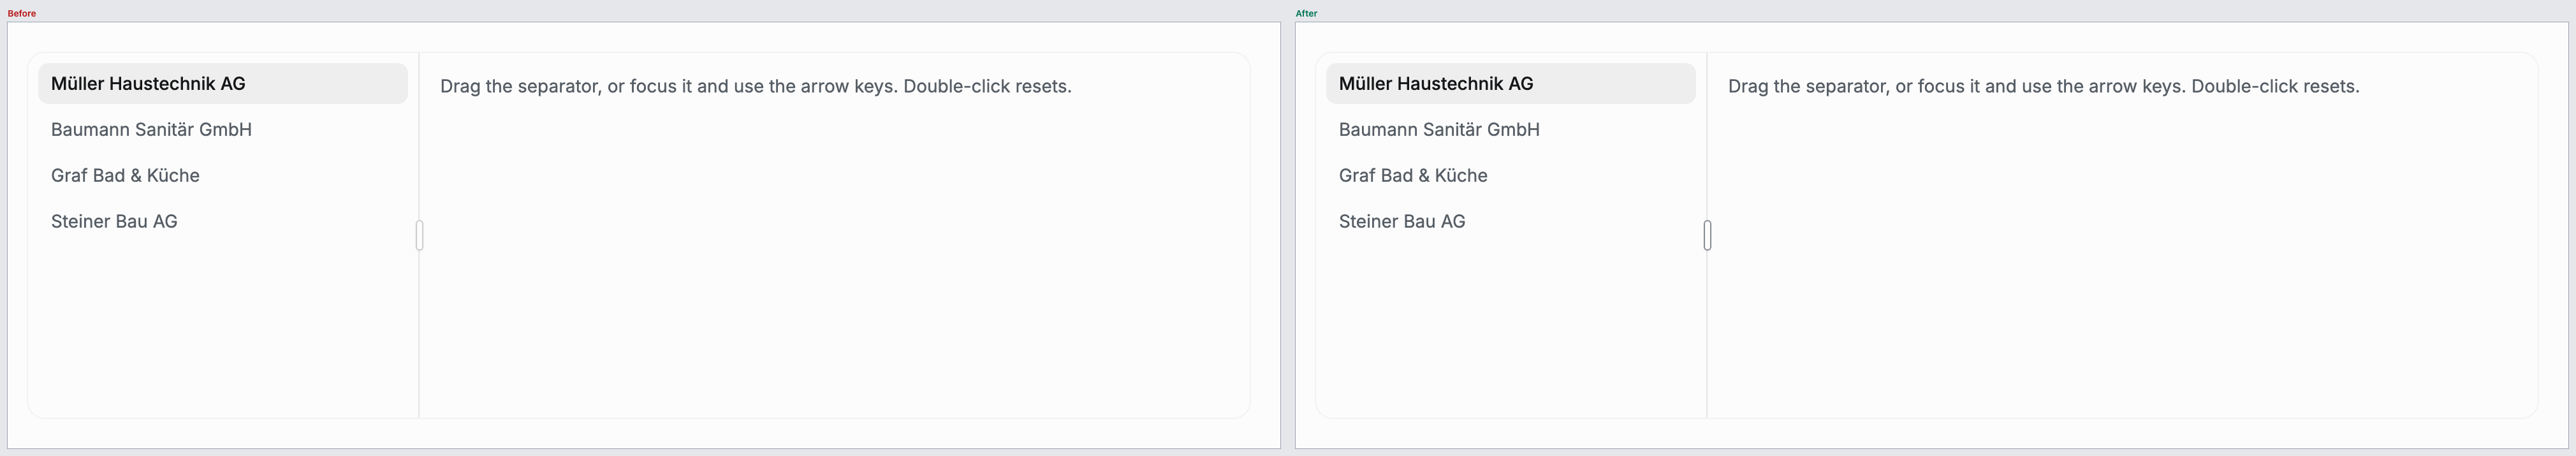 Before
Müller Haustechnik AG
Baumann Sanitär GmbH
Graf Bad & Küche
Steiner Bau AG
Drag the separator, or focus it and use the arrow keys. Double-click resets.
After
Müller Haustechnik AG
Baumann Sanitär GmbH
Graf Bad & Küche
Steiner Bau AG
Drag the separator, or focus it and use the arrow keys. Double-click resets.